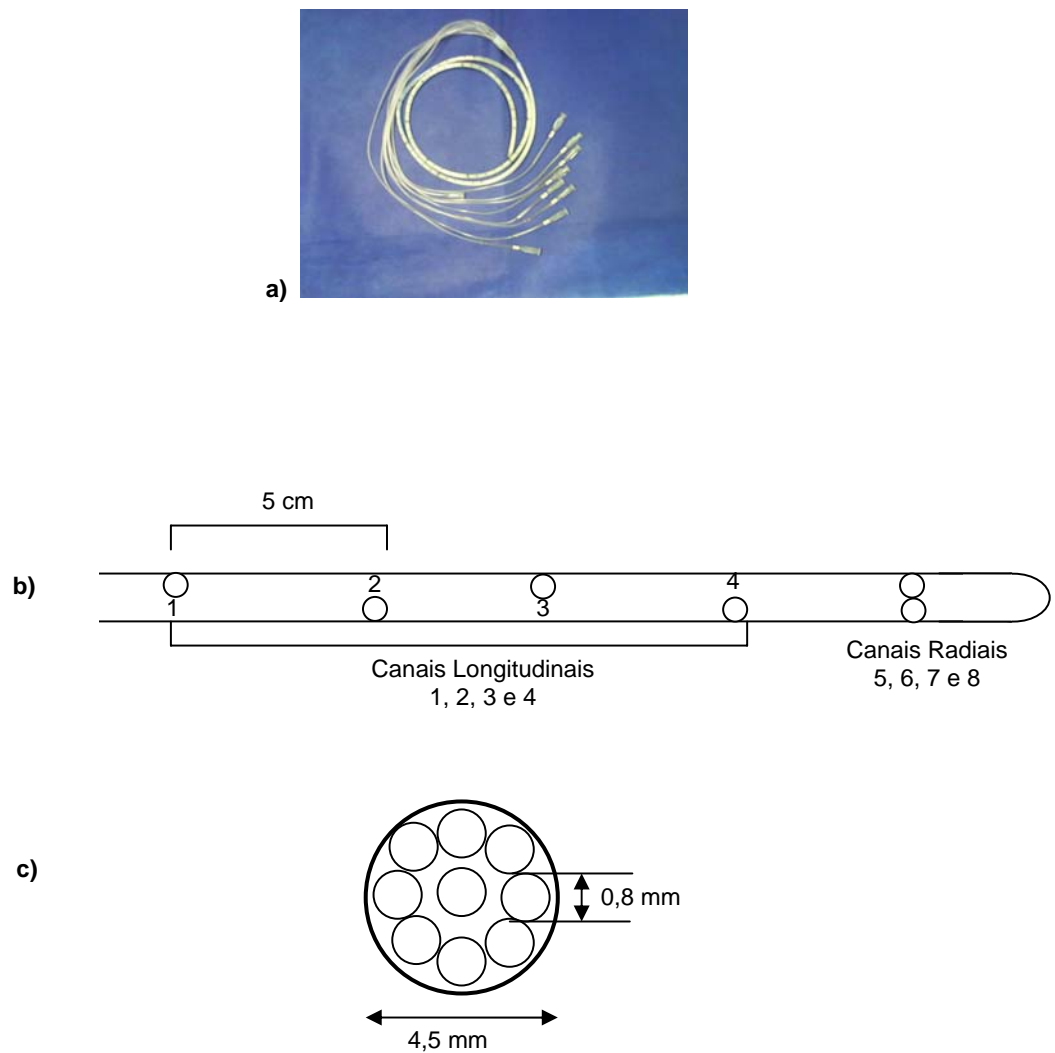 a)
5 cm
b)
1
2
3
4
Canais Longitudinais
1, 2, 3 e 4
Canais Radiais
5, 6, 7 e 8
c)
0,8 mm
4,5 mm